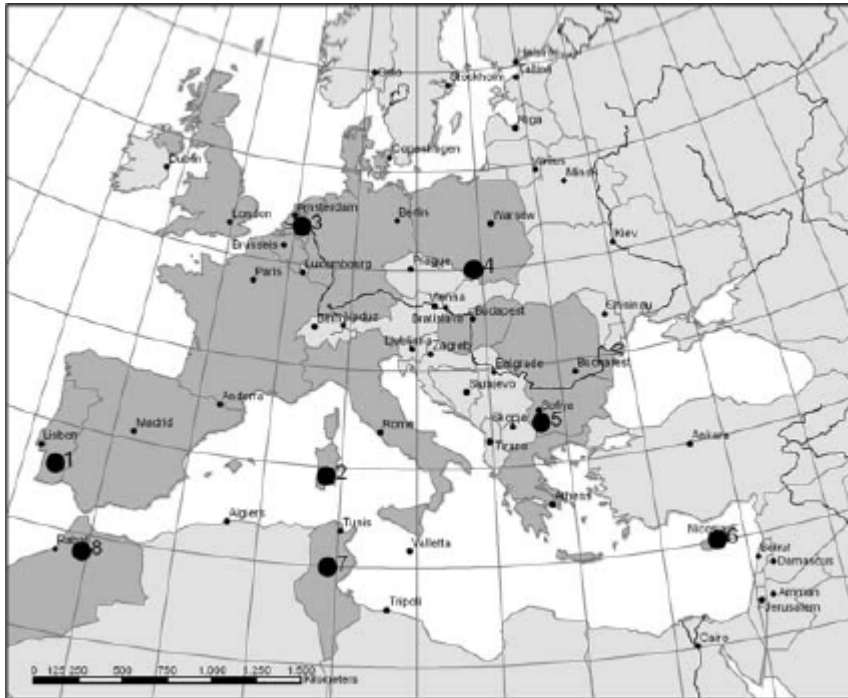 Helsinki
Oslo
Stockholm
Tallinn
Riga
Copenhagen
Dublin
Vilnius
Minsk
London
Amsterdam
3
Berlin
Warsaw
Kiev
Brussels
Paris
Luxembourg
Prague
4
Vienna
Bratislava
Budapest
Chisinau
Bern
Vaduz
Ljubljana
Zagreb
Belgrade
Bucharest
Sarajevo
Andorra
Sofiya
5
Skopje
Lisbon
Madrid
Rome
Tirana
Ankara
1
2
Athens
Algiers
Tunis
Nicosia
6
Rabat
8
Valletta
Beirut
Damascus
7
Amman
Jerusalem
Tripoli
Cairo
0 125 250 500 750 1.000 1.500
Kilometers